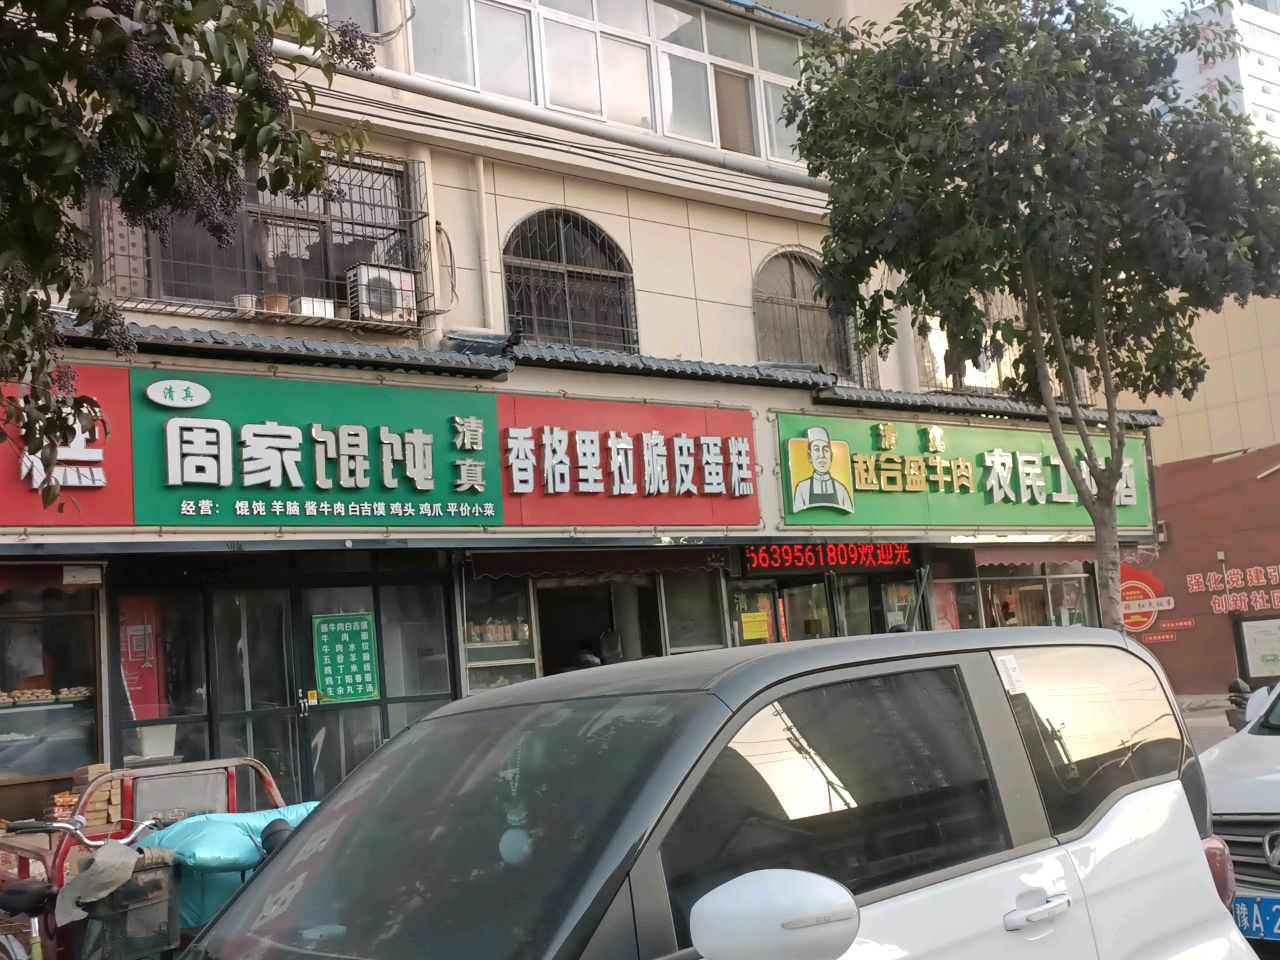 糕
清真
周家馄饨
清真
经营： 馄饨 羊脑 酱牛肉 白吉馍 鸡头 鸡爪 平价小菜
香格里拉脆皮蛋糕
清真
赵合盛牛肉
农民工
酒
5639561809欢迎光
酱牛肉白吉馍
牛肉面
牛肉水饺
五香羊脑
鸡丁米线
鸡丁阳春面
生汆丸子汤
强化党建引
创新社区
豫A·2